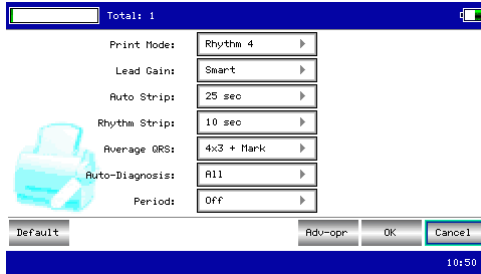 Total: 1
Print Mode: Rhythm 4
Lead Gain: Smart
Auto Strip: 25 sec
Rhythm Strip: 10 sec
Average QRS: 4x3 + Mark
Auto-Diagnosis: All
Period: Off
Default Adv-opr OK Cancel
10:50